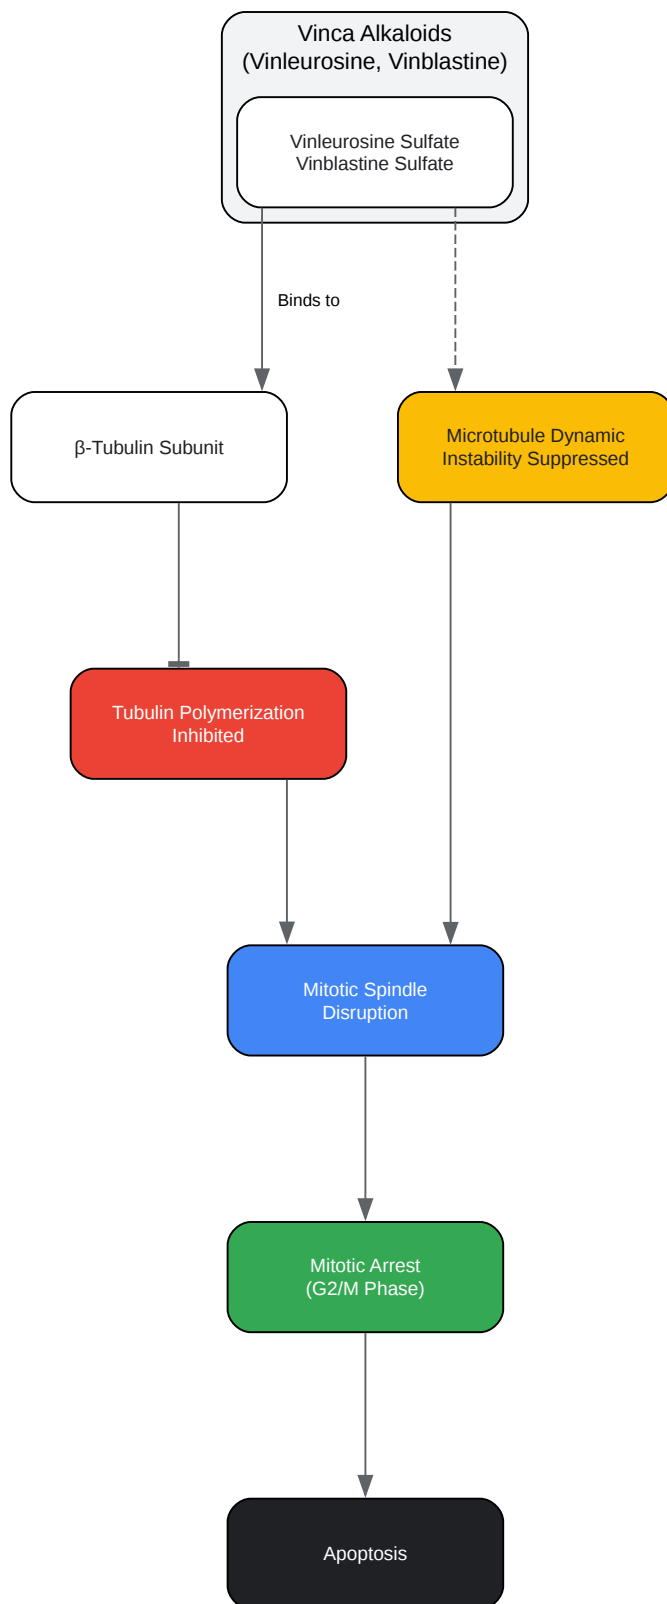 Vinca Alkaloids
(Vinleurosine, Vinblastine)
Vinleurosine Sulfate
Vinblastine Sulfate
Binds to
β-Tubulin Subunit
Microtubule Dynamic
Instability Suppressed
Tubulin Polymerization
Inhibited
Mitotic Spindle
Disruption
Mitotic Arrest
(G2/M Phase)
Apoptosis